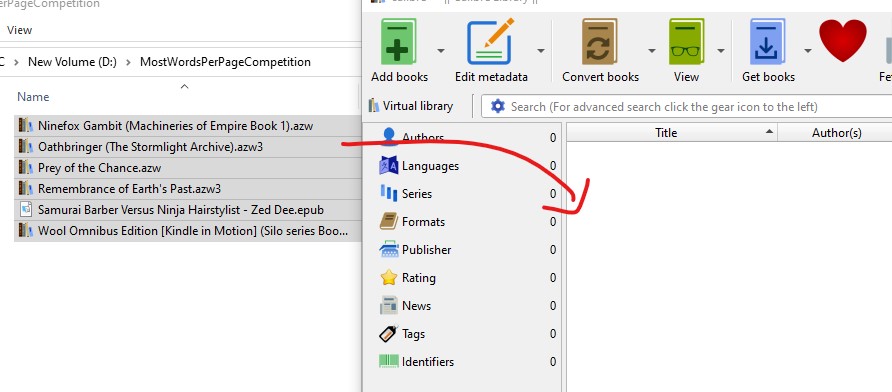 PerPageCompetition
View
New Volume (D:) > MostWordsPerPageCompetition
Name
Ninefox Gambit (Machineries of Empire Book 1).azw
Oathbringer (The Stormlight Archive).azw3
Prey of the Chance.azw
Remembrance of Earth's Past.azw3
Samurai Barber Versus Ninja Hairstylist - Zed Dee.epub
Wool Omnibus Edition [Kindle in Motion] (Silo series Boo...
Add books
Edit metadata
Convert books
View
Get books
Virtual library
Search (For advanced search click the gear icon to the left)
Authors 0
Languages 0
Series 0
Formats 0
Publisher 0
Rating 0
News 0
Tags 0
Identifiers 0
Title
Author(s)